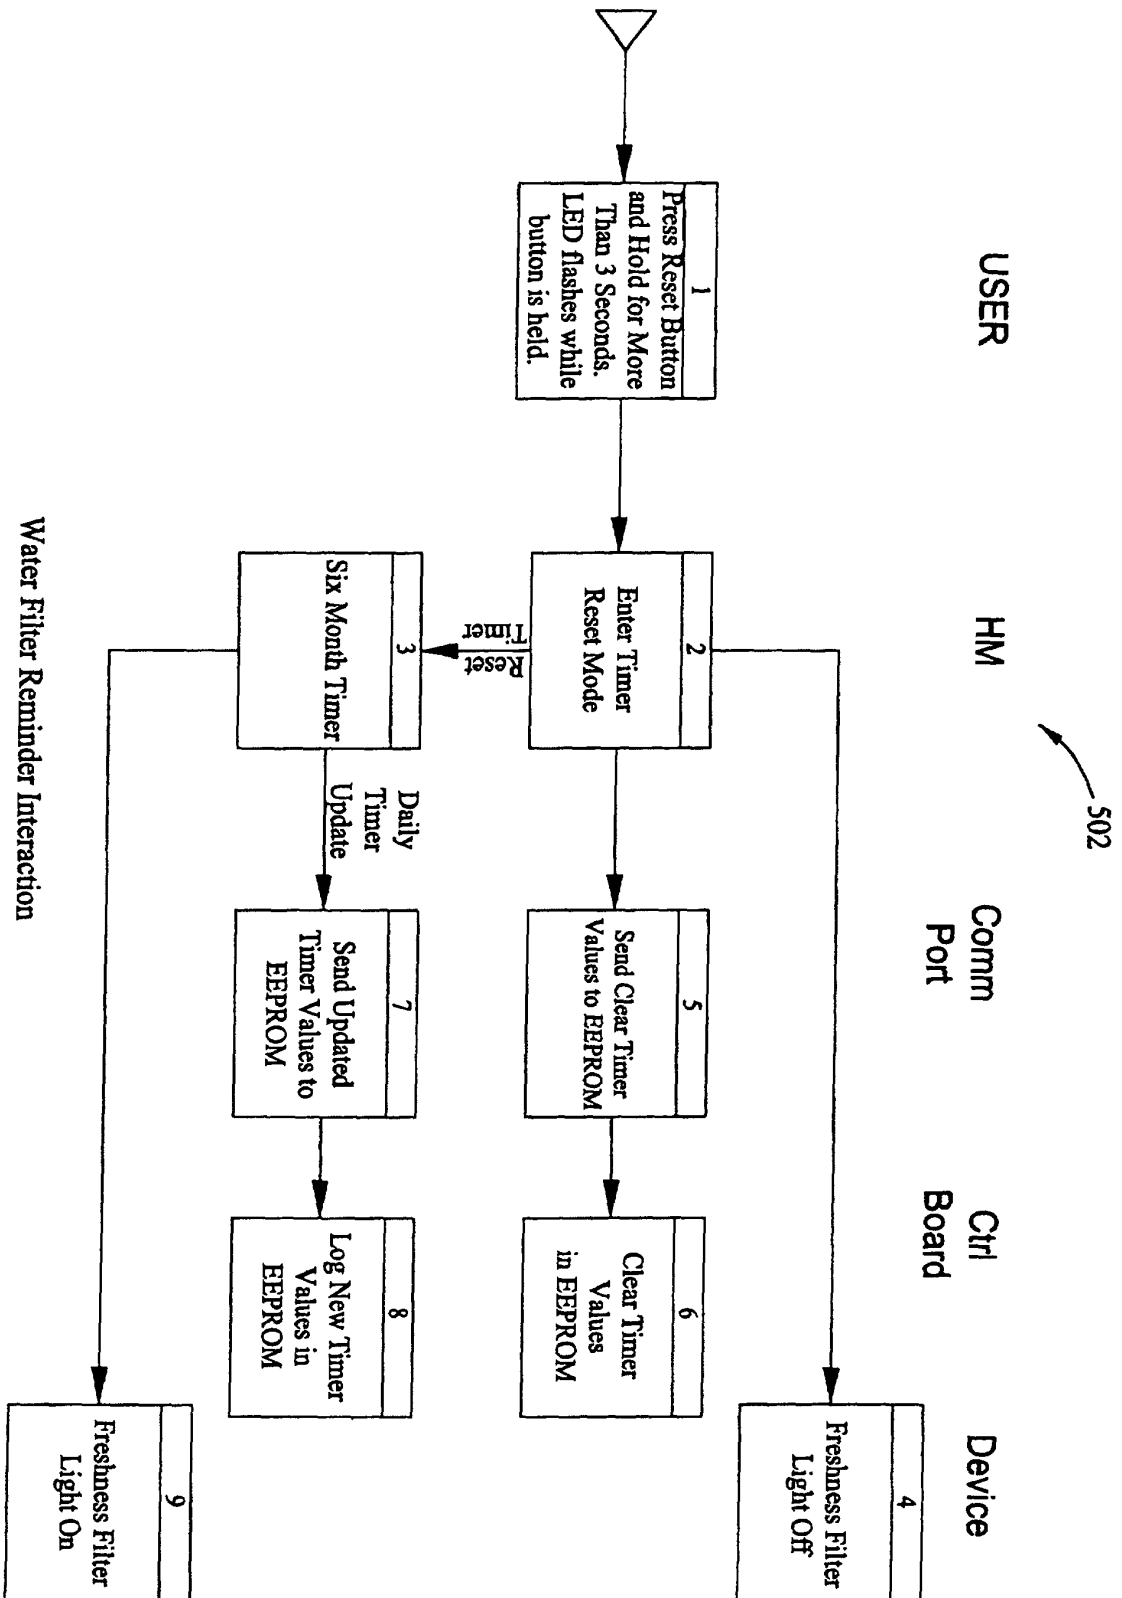 502
USER
HM
Comm
Port
Ctrl
Board
Device
1
Press Reset Button
and Hold for More
Than 3 Seconds.
LED flashes while
button is held.
2
Enter Timer
Reset Mode
Reset
Timer
3
Six Month Timer
Daily
Timer
Update
4
Freshness Filter
Light Off
5
Send Clear Timer
Values to EEPROM
6
Clear Timer
Values
in EEPROM
7
Send Updated
Timer Values to
EEPROM
8
Log New Timer
Values in
EEPROM
9
Freshness Filter
Light On
Water Filter Reminder Interaction